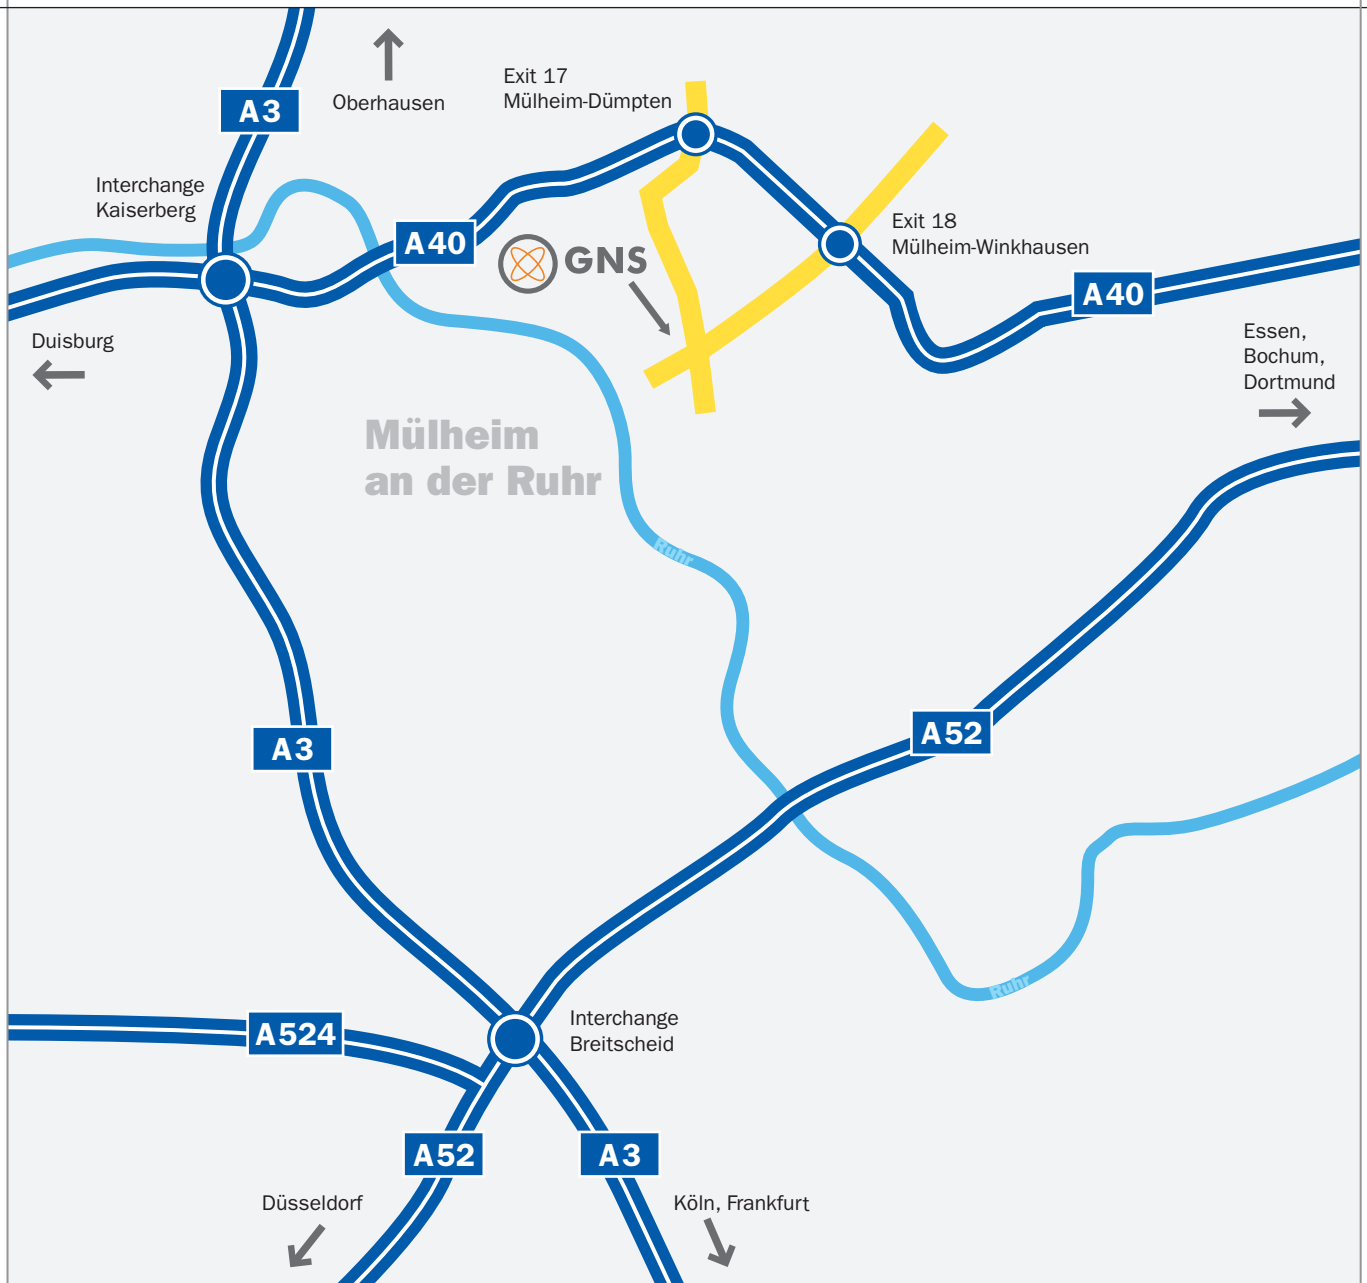 Exit 17
Mülheim-Dümpten
Oberhausen
A3
Interchange
Kaiserberg
Exit 18
Mülheim-Winkhausen
A40
GNS
A40
Duisburg
Essen,
Bochum,
Dortmund
Mülheim
an der Ruhr
Ruhr
A52
A3
Ruhr
Interchange
Breitscheid
A524
A52
A3
Düsseldorf
Köln, Frankfurt